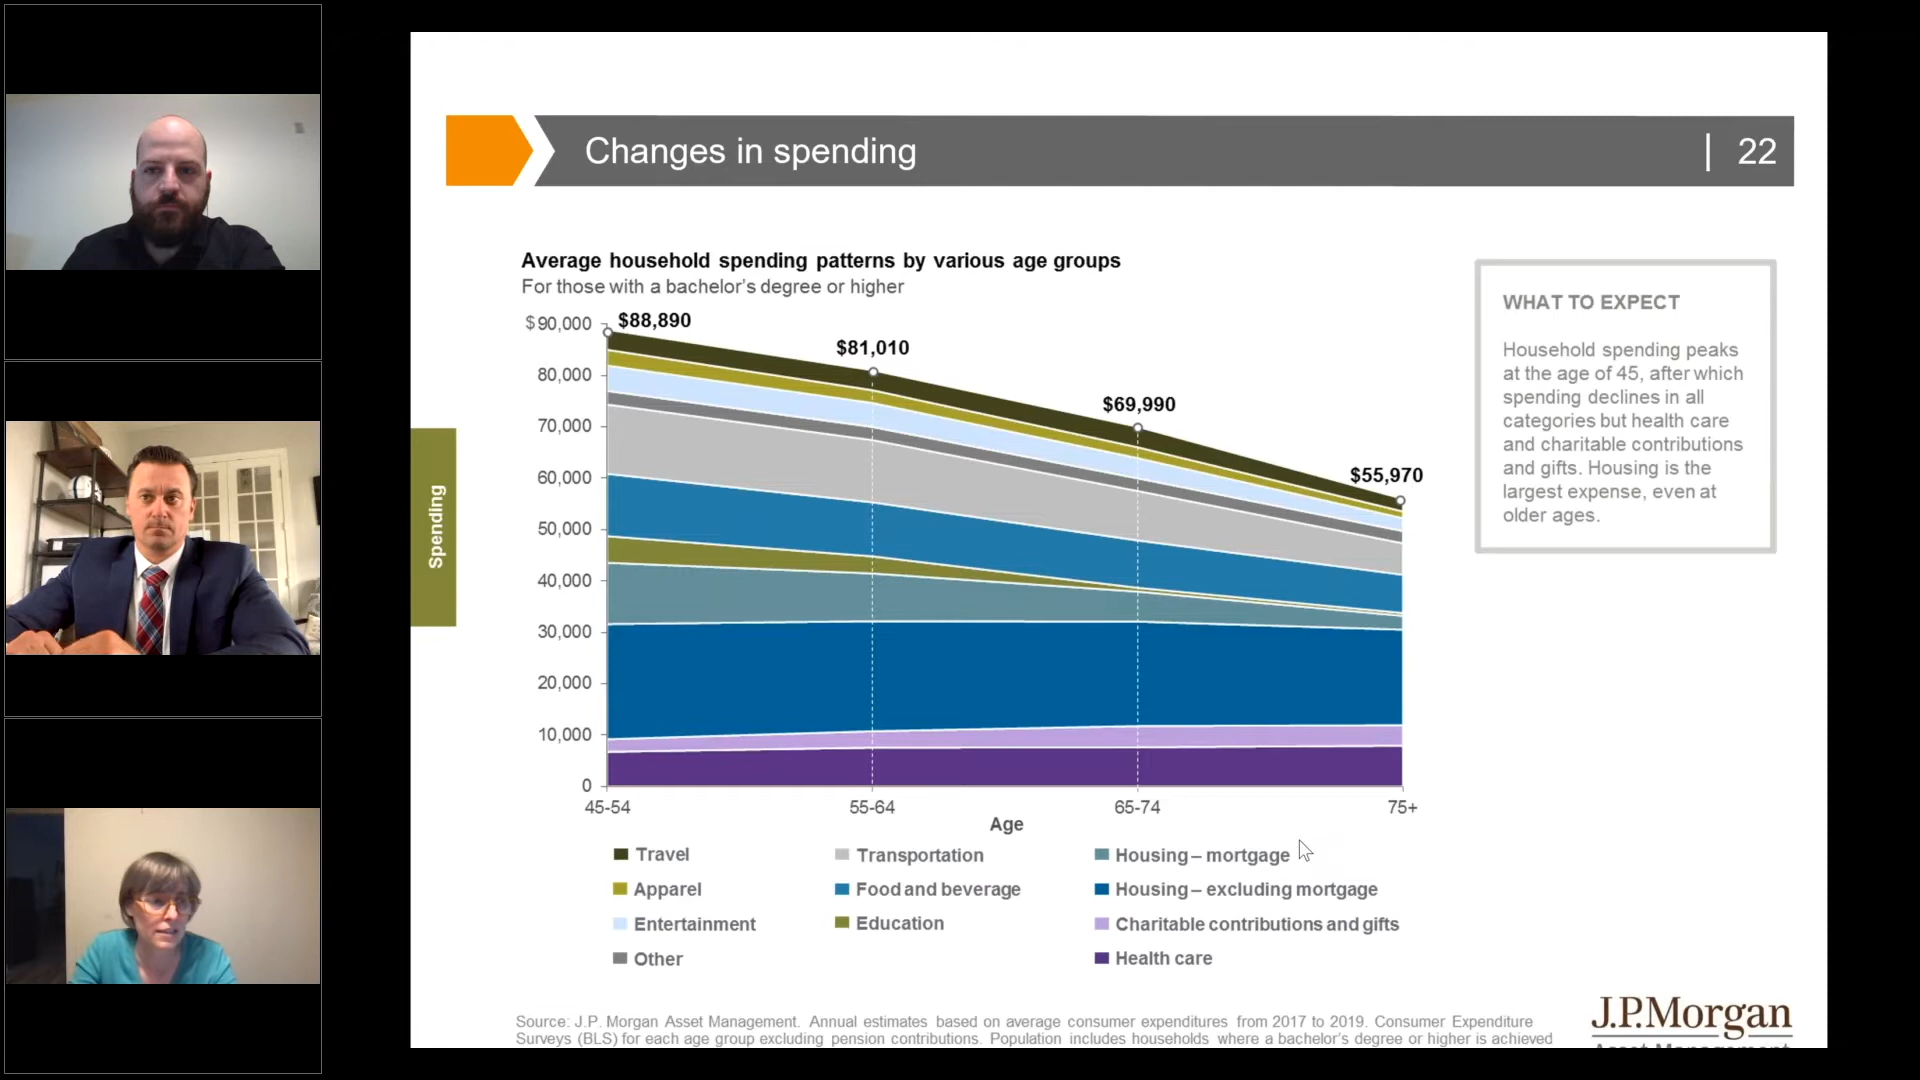 Changes in spending | 22
Average household spending patterns by various age groups
For those with a bachelor's degree or higher
$90,000
80,000
70,000
60,000
50,000
40,000
30,000
20,000
10,000
0
$88,890
$81,010
$69,990
$55,970
45-54
55-64
65-74
75+
Age
Spending
WHAT TO EXPECT
Household spending peaks
at the age of 45, after which
spending declines in all
categories but health care
and charitable contributions
and gifts. Housing is the
largest expense, even at
older ages.
Travel
Apparel
Entertainment
Other
Transportation
Food and beverage
Education
Housing – mortgage
Housing – excluding mortgage
Charitable contributions and gifts
Health care
Source: J.P. Morgan Asset Management. Annual estimates based on average consumer expenditures from 2017 to 2019. Consumer Expenditure
Surveys (BLS) for each age group excluding pension contributions. Population includes households where a bachelor's degree or higher is achieved
J.P.Morgan
Asset Management